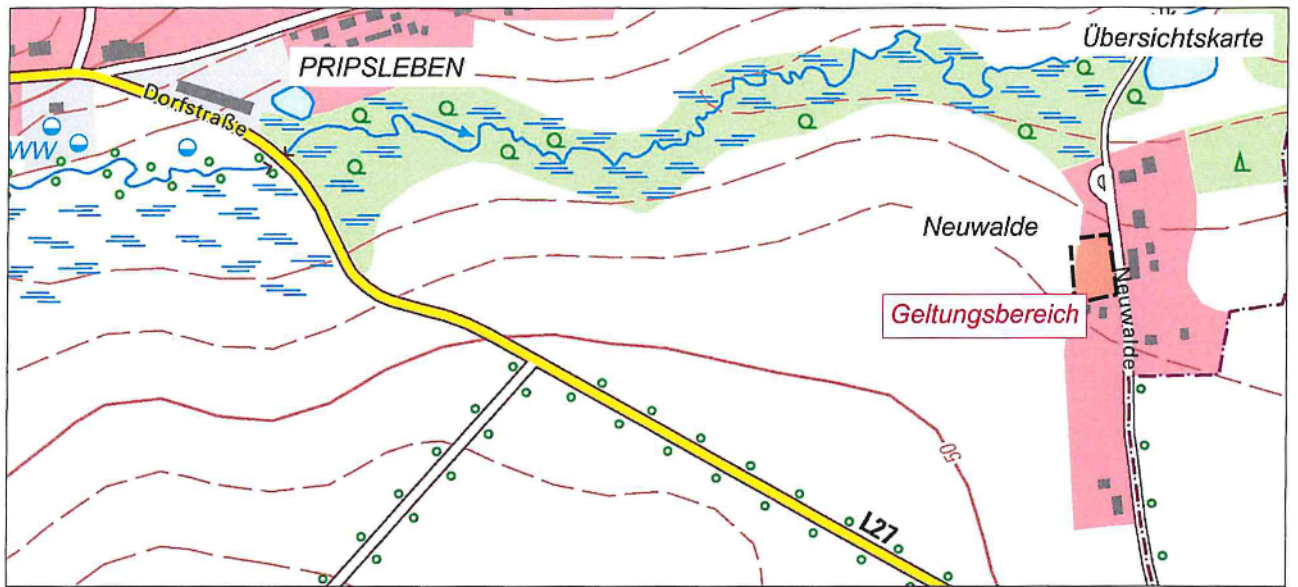 Übersichtskarte
PRIPSLEBEN
Dorfstraße
WW
Neuwalde
Geltungsbereich
Neuwalde
50
L27